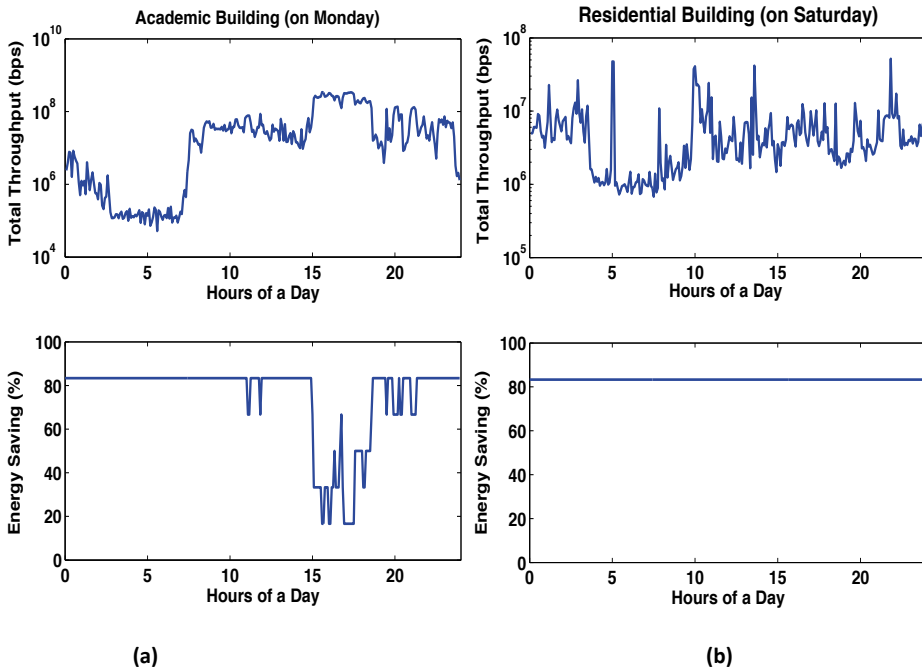 Academic Building (on Monday)
Total Throughput (bps)
10^10
10^8
10^6
10^4
0 5 10 15 20
Hours of a Day
Residential Building (on Saturday)
Total Throughput (bps)
10^8
10^7
10^6
10^5
0 5 10 15 20
Hours of a Day
Energy Saving (%)
100
80
60
40
20
0
0 5 10 15 20
Hours of a Day
Energy Saving (%)
100
80
60
40
20
0
0 5 10 15 20
Hours of a Day
(a)
(b)